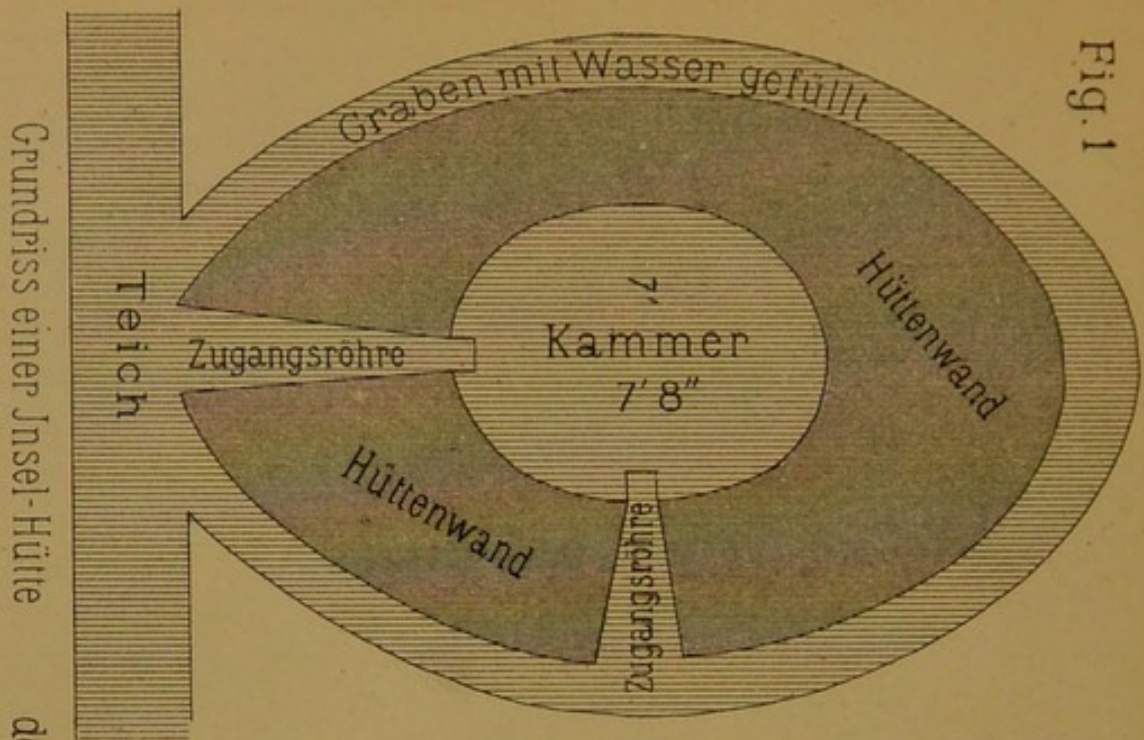 Fig. 1
Graben mit Wasser gefüllt
Hüttenwand
7'
Kammer
7' 8"
Zugangsröhre
Teich
Hüttenwand
Zugangsröhre
Grundriss einer Jnsel-Hütte